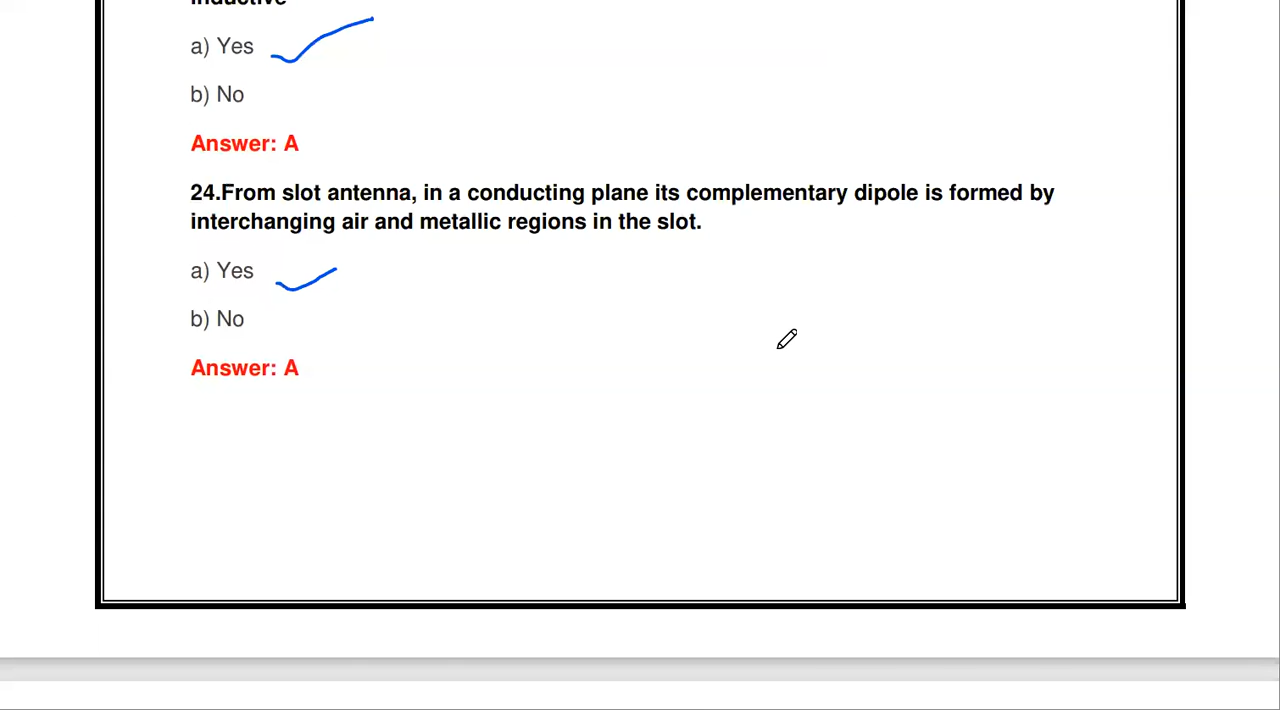 inductive
a) Yes
b) No
Answer: A
24.From slot antenna, in a conducting plane its complementary dipole is formed by
interchanging air and metallic regions in the slot.
a) Yes
b) No
Answer: A